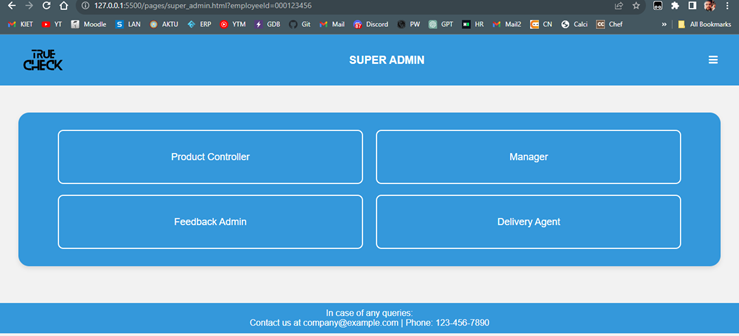 127.0.0.1:5500/pages/super_admin.html?employeeId=000123456
KIET YT Moodle LAN AKTU ERP YTM GDB Git Mail Discord PW GPT HR Mail2 CN Calci Chef » All Bookmarks
TRUE
CHECK
SUPER ADMIN
Product Controller Manager
Feedback Admin Delivery Agent
In case of any queries:
Contact us at company@example.com | Phone: 123-456-7890